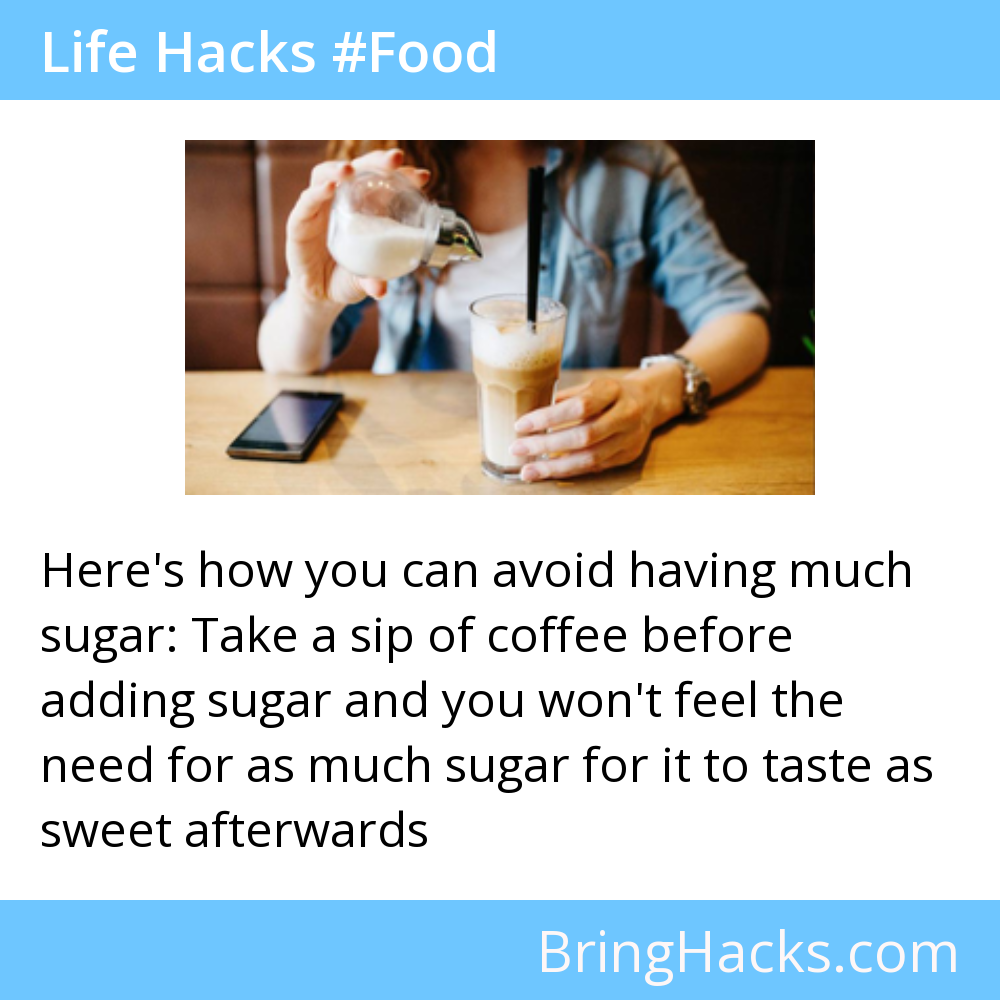 Life Hacks #Food
Here's how you can avoid having much
sugar: Take a sip of coffee before
adding sugar and you won't feel the
need for as much sugar for it to taste as
sweet afterwards
BringHacks.com